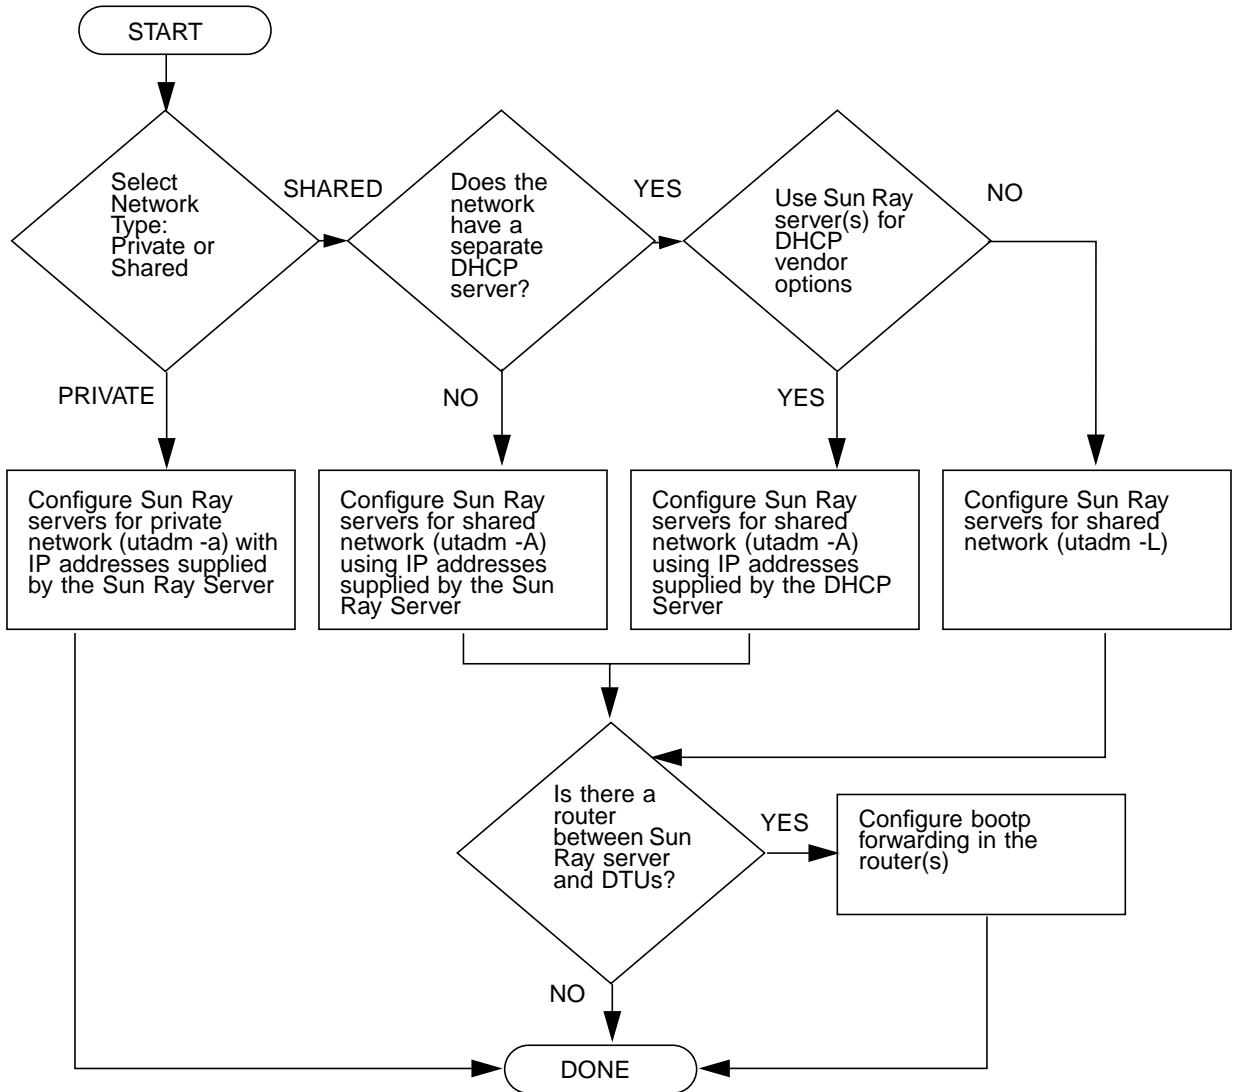 START
Select
Network
Type:
Private or
Shared
SHARED
Does the
network
have a
separate
DHCP
server?
YES
Use Sun Ray
server(s) for
DHCP
vendor
options
NO
PRIVATE
NO
YES
Configure Sun Ray
servers for private
network (utadm -a) with
IP addresses supplied
by the Sun Ray Server
Configure Sun Ray
servers for shared
network (utadm -A)
using IP addresses
supplied by the Sun
Ray Server
Configure Sun Ray
servers for shared
network (utadm -A)
using IP addresses
supplied by the DHCP
Server
Configure Sun Ray
servers for shared
network (utadm -L)
Is there a
router
between Sun
Ray server
and DTUs?
YES
Configure bootp
forwarding in the
router(s)
NO
DONE